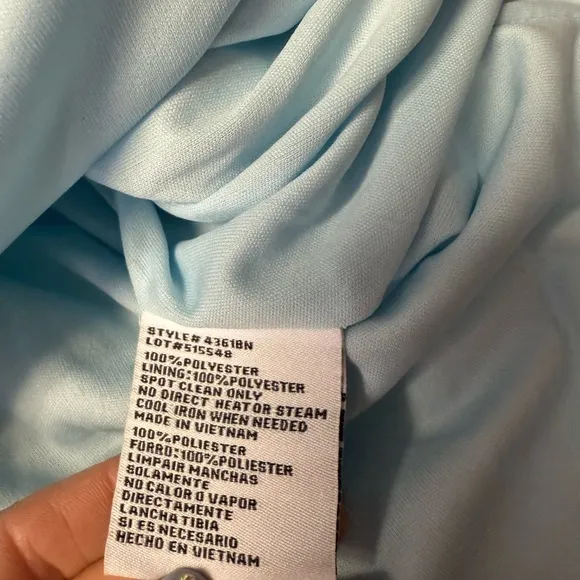 STYLE# 43618N
LOT#515548
100%POLYESTER
LINING:100%POLYESTER
SPOT CLEAN ONLY
NO DIRECT HEAT OR STEAM
COOL IRON WHEN NEEDED
MADE IN VIETNAM
100%POLIESTER
FORRO:100%POLIESTER
LIMPAIR MANCHAS
SOLAMENTE
NO CALOR O VAPOR
DIRECTAMENTE
LANCHA TIBIA
SI ES NECESARIO
HECHO EN VIETNAM